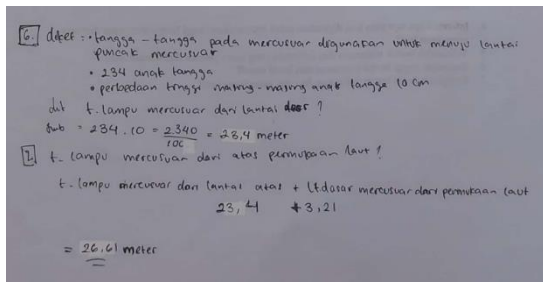 6. diket : • tangga - tangga pada mercusuar digunakan untuk menuju lantai
puncak mercusuar
• 234 anak tangga
• perbedaan tinggi masing-masing anak tangga 10 cm
dit t. lampu mercusuar dari lantai dasar ?
Jwb = 234 . 10 = 2340/100 = 23,4 meter
7. t. lampu mercusuar dari atas permukaan laut ?
t. lampu mercusuar dari lantai atas + lt dasar mercusuar dari permukaan laut
23,4 + 3,21
= 26,61 meter